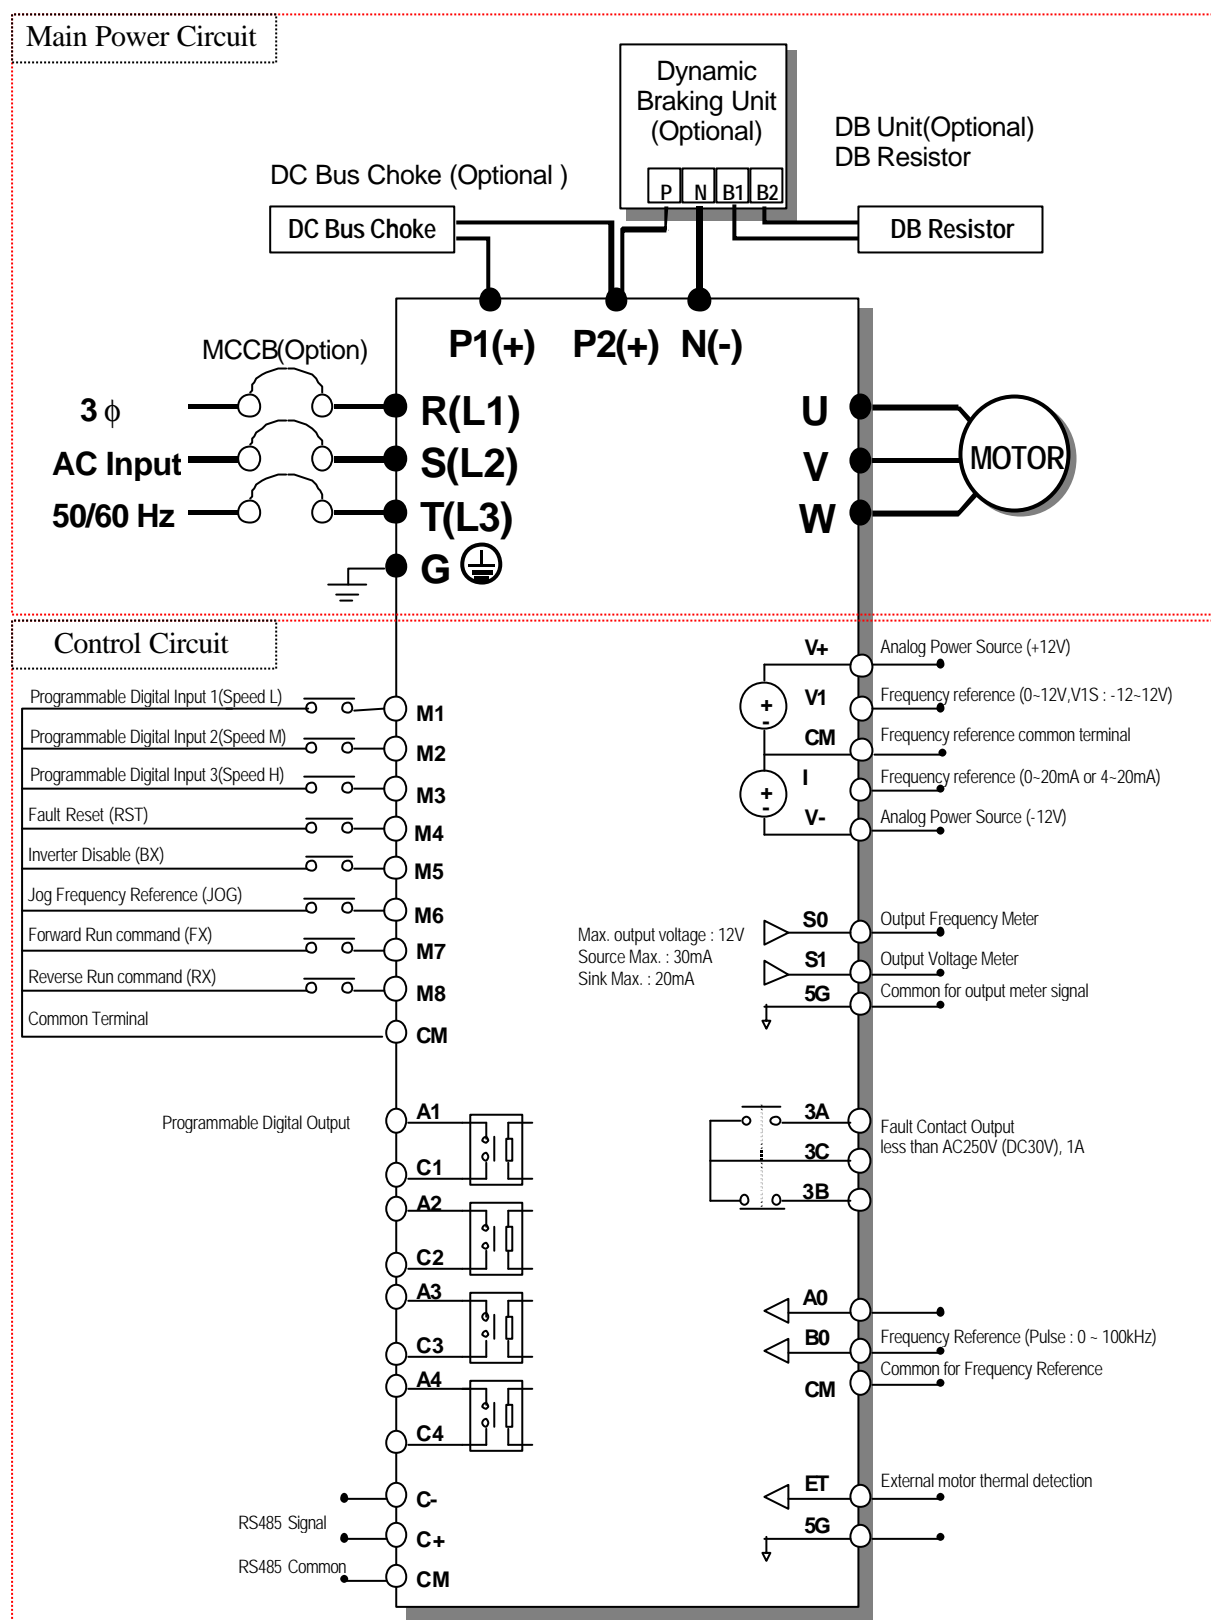 Main Power Circuit
Dynamic
Braking Unit
(Optional)
P N B1 B2
DB Unit(Optional)
DB Resistor
DC Bus Choke (Optional )
DC Bus Choke
DB Resistor
P1(+) P2(+) N(-)
MCCB(Option)
3 ϕ
R(L1)
U
AC Input
S(L2)
V
MOTOR
50/60 Hz
T(L3)
W
G
Control Circuit
Programmable Digital Input 1(Speed L)
M1
Programmable Digital Input 2(Speed M)
M2
Programmable Digital Input 3(Speed H)
M3
Fault Reset (RST)
M4
Inverter Disable (BX)
M5
Jog Frequency Reference (JOG)
M6
Forward Run command (FX)
M7
Reverse Run command (RX)
M8
Common Terminal
CM
V+
Analog Power Source (+12V)
+
-
V1
Frequency reference (0~12V,V1S : -12~12V)
CM
Frequency reference common terminal
+
-
I
Frequency reference (0~20mA or 4~20mA)
V-
Analog Power Source (-12V)
Max. output voltage : 12V
Source Max. : 30mA
Sink Max. : 20mA
S0
Output Frequency Meter
S1
Output Voltage Meter
5G
Common for output meter signal
Programmable Digital Output
A1
C1
A2
C2
A3
C3
A4
C4
3A
Fault Contact Output
less than AC250V (DC30V), 1A
3C
3B
A0
B0
Frequency Reference (Pulse : 0 ~ 100kHz)
Common for Frequency Reference
CM
C-
RS485 Signal
C+
RS485 Common
CM
ET
External motor thermal detection
5G